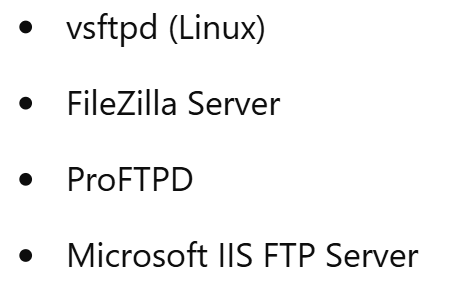 • vsftpd (Linux)
• FileZilla Server
• ProFTPD
• Microsoft IIS FTP Server